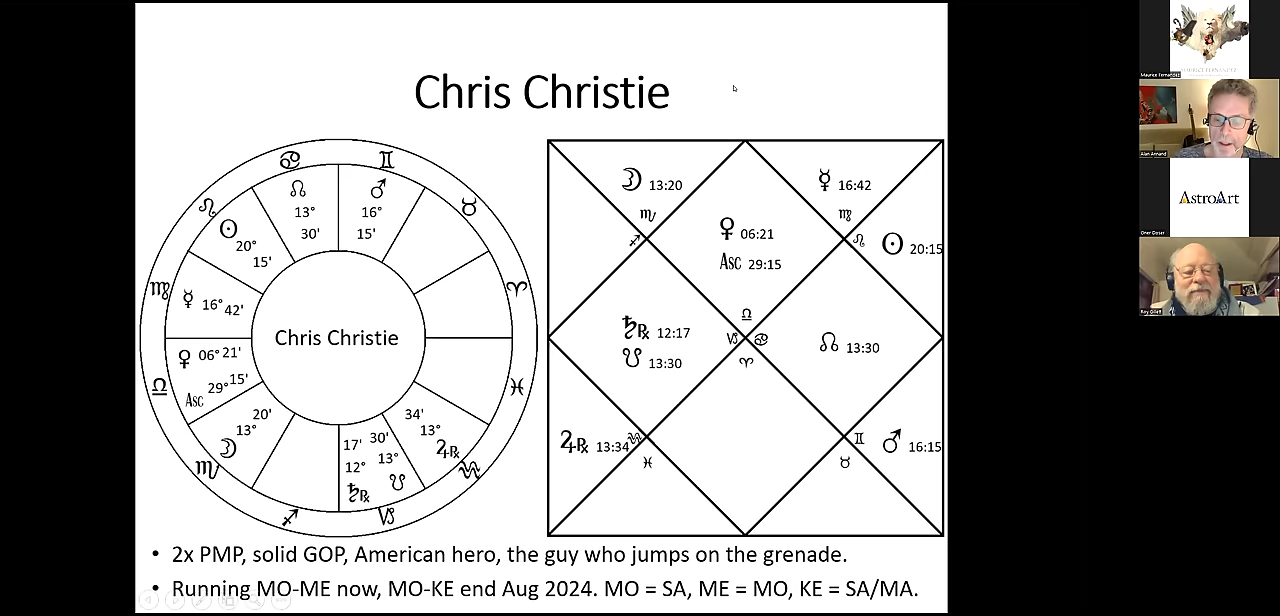 Chris Christie
♋ ♊
♌ ☊ ♂ ♉
☉ 13° 16°
20° 30' 15'
15'
♍ ☿ 16° 42' ♈
Chris Christie
♀ 06° 21'
♎ 29° 15' ♓
Asc
20' 34'
13° 17' 30' 13°
☽ 12° 13° ♃℞
♏ ♄℞ ☋ ♒
♐ ♑
☽ 13:20
☿ 16:42
♏ ♍
♀ 06:21
♐ ♌ ☉ 20:15
Asc 29:15
♎
♄℞ 12:17
♑ ♋ ☊ 13:30
☋ 13:30
♈
♃℞ 13:34 ♒ ♊ ♂ 16:15
♓ ♉
• 2x PMP, solid GOP, American hero, the guy who jumps on the grenade.
• Running MO-ME now, MO-KE end Aug 2024. MO = SA, ME = MO, KE = SA/MA.
Maurice Fernandez
Alan Annand
AstroArt
Oner Doser
Roy Gillett